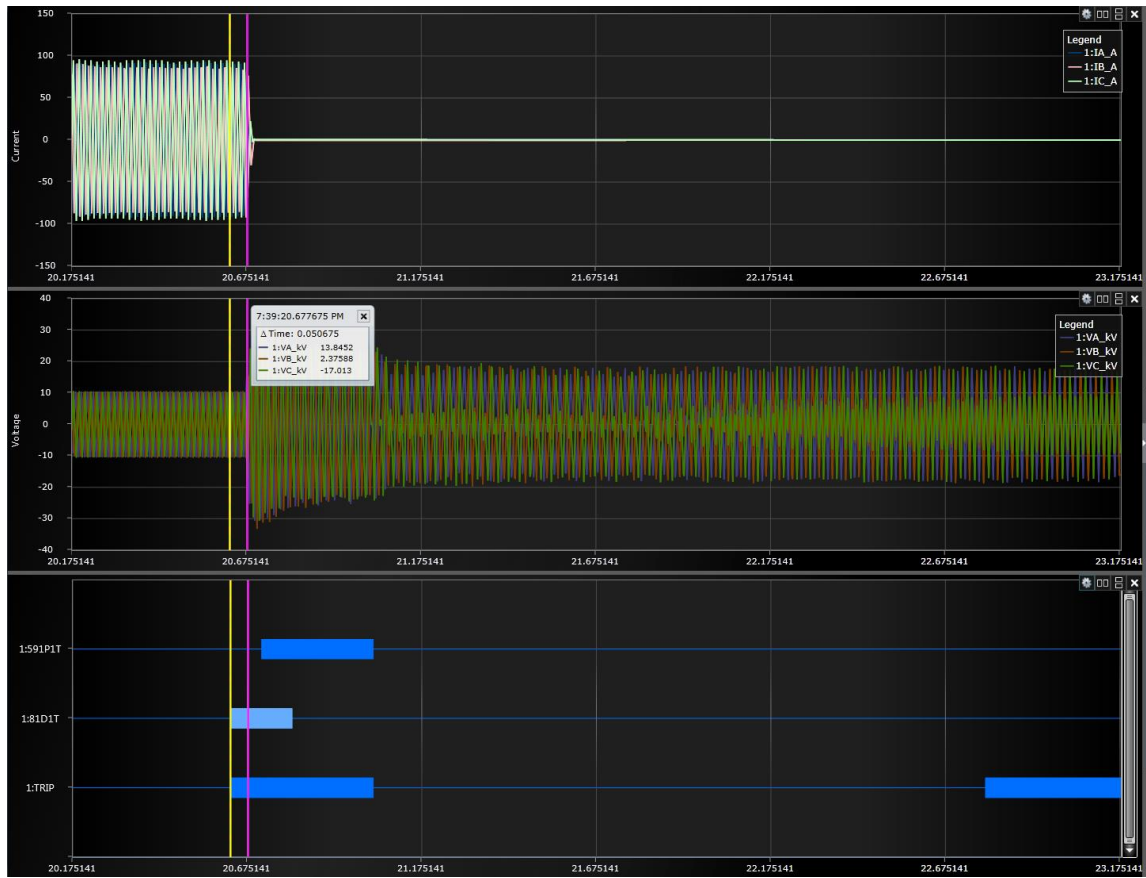 150
100
50
0
-50
-100
-150
Current
Legend
1:IA_A
1:IB_A
1:IC_A
20.175141 20.675141 21.175141 21.675141 22.175141 22.675141 23.175141
40
30
20
10
0
-10
-20
-30
-40
Voltage
7:39:20.677675 PM
Δ Time: 0.050675
1:VA_kV 13.8452
1:VB_kV 2.37588
1:VC_kV -17.013
Legend
1:VA_kV
1:VB_kV
1:VC_kV
20.175141 20.675141 21.175141 21.675141 22.175141 22.675141 23.175141
1:591P1T
1:81D1T
1:TRIP
20.175141 20.675141 21.175141 21.675141 22.175141 22.675141 23.175141